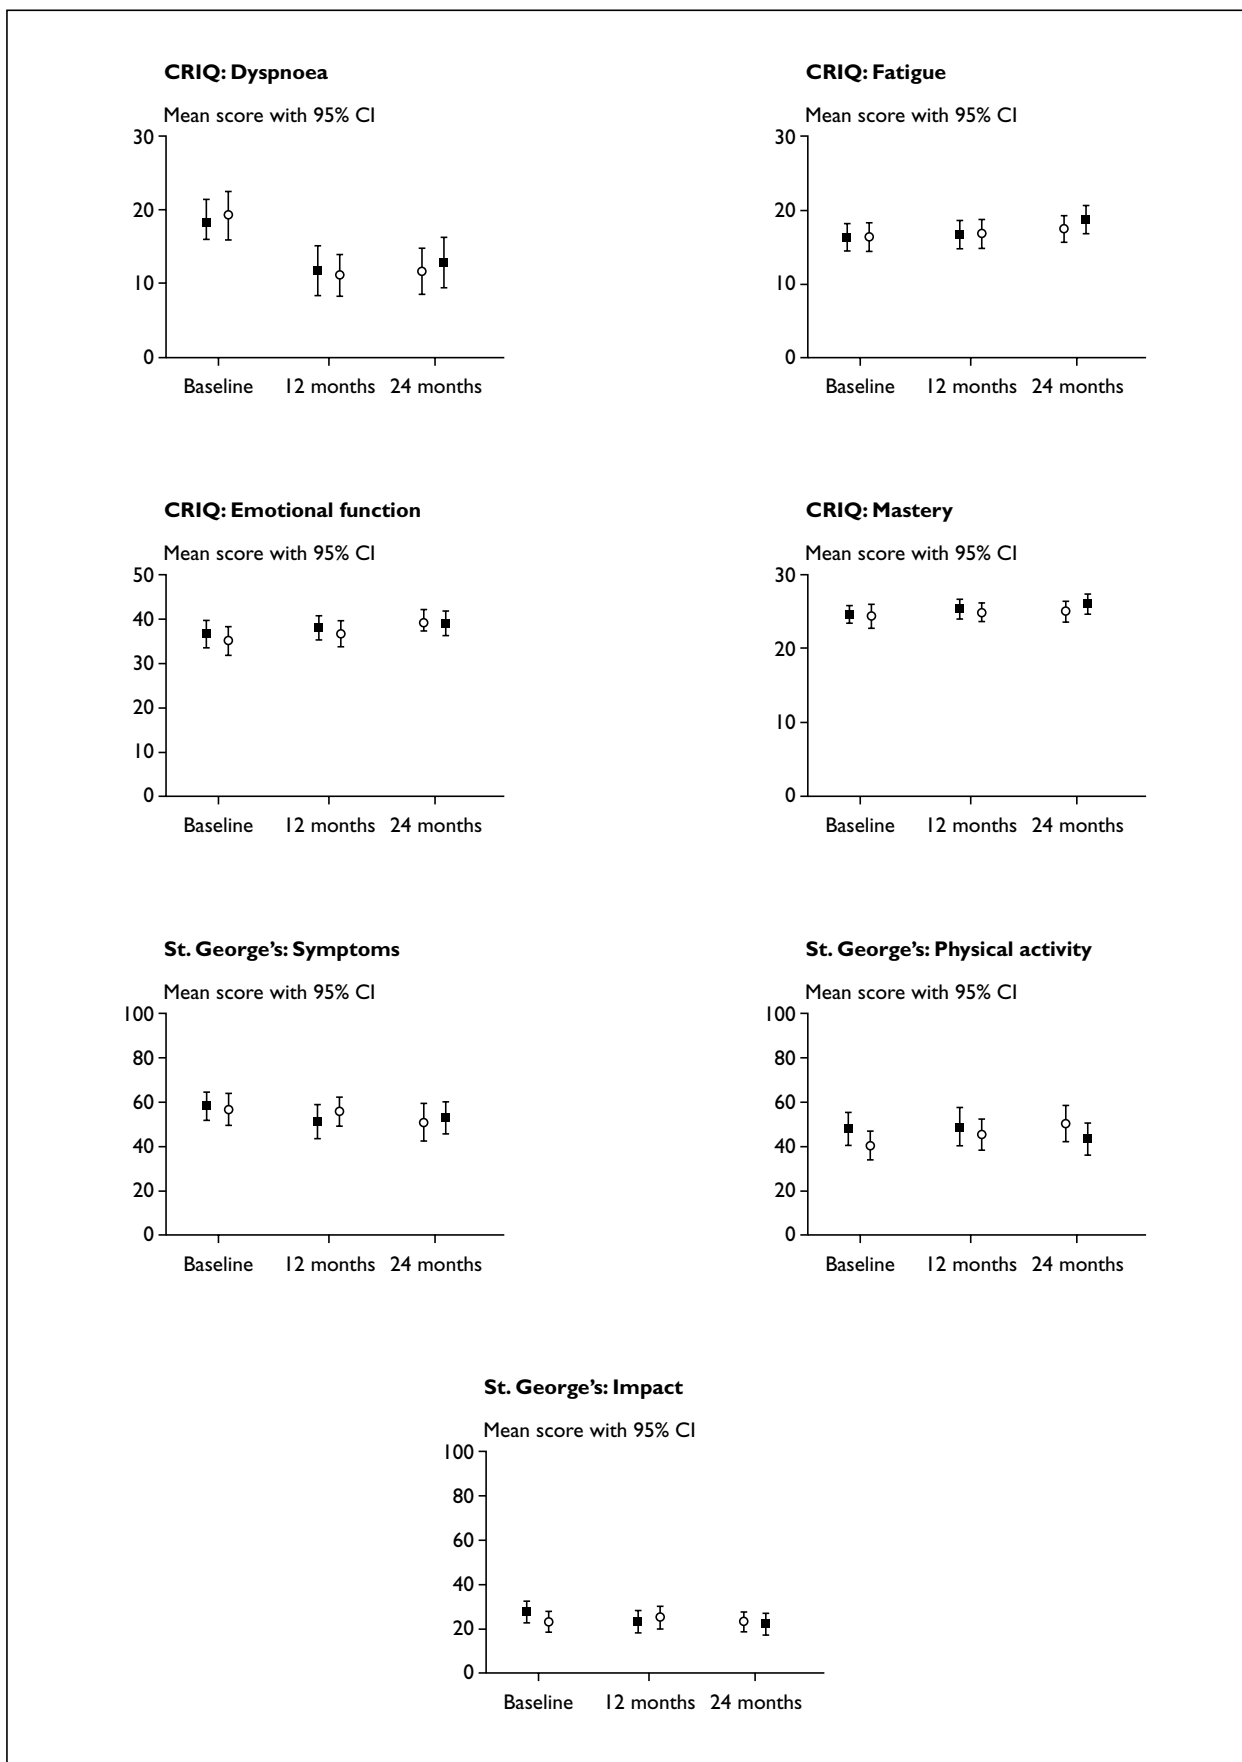 CRIQ: Dyspnoea
Mean score with 95% CI
30
20
10
0
Baseline 12 months 24 months
CRIQ: Fatigue
Mean score with 95% CI
30
20
10
0
Baseline 12 months 24 months
CRIQ: Emotional function
Mean score with 95% CI
50
40
30
20
10
0
Baseline 12 months 24 months
CRIQ: Mastery
Mean score with 95% CI
30
20
10
0
Baseline 12 months 24 months
St. George’s: Symptoms
Mean score with 95% CI
100
80
60
40
20
0
Baseline 12 months 24 months
St. George’s: Physical activity
Mean score with 95% CI
100
80
60
40
20
0
Baseline 12 months 24 months
St. George’s: Impact
Mean score with 95% CI
100
80
60
40
20
0
Baseline 12 months 24 months